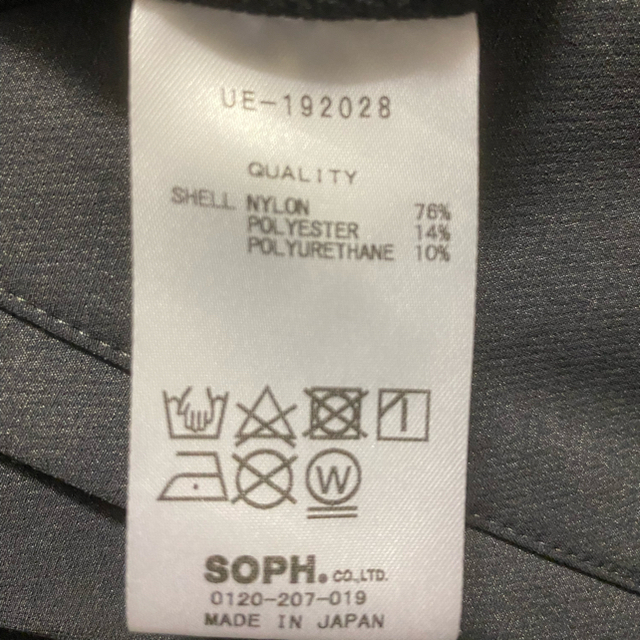 UE-192028
QUALITY
SHELL NYLON 76%
POLYESTER 14%
POLYURETHANE 10%
W
SOPH. CO.,LTD.
0120-207-019
MADE IN JAPAN